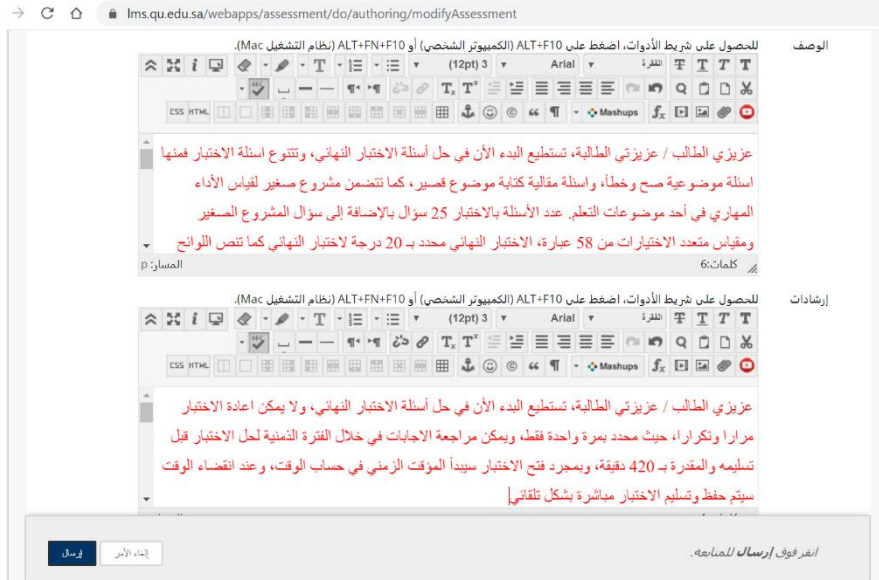 lms.qu.edu.sa/webapps/assessment/do/authoring/modifyAssessment
الوصف
للحصول على شريط الأدوات، اضغط على ALT+F10 (الكمبيوتر الشخصي) أو ALT+FN+F10 (نظام التشغيل Mac).
T T T T الفقرة Arial 3 (12pt)
Mashups HTML CSS
عزيزي الطالب / عزيزتي الطالبة، تستطيع البدء الأن في حل أسئلة الاختبار النهائي، وتتنوع اسئلة الاختبار فمنها
اسئلة موضوعية صح وخطأ، واسئلة مقالية كتابة موضوع قصير، كما تتضمن مشروع صغير لقياس الأداء
المهاري في أحد موضوعات التعلم. عدد الأسئلة بالاختبار 25 سؤال بالإضافة إلى سؤال المشروع الصغير
ومقياس متعدد الاختيارات من 58 عبارة، الاختبار النهائي محدد بـ 20 درجة لاختبار النهائي كما تنص اللوائح
كلمات:6 المسار: p
إرشادات
للحصول على شريط الأدوات، اضغط على ALT+F10 (الكمبيوتر الشخصي) أو ALT+FN+F10 (نظام التشغيل Mac).
T T T T الفقرة Arial 3 (12pt)
Mashups HTML CSS
عزيزي الطالب / عزيزتي الطالبة، تستطيع البدء الأن في حل أسئلة الاختبار النهائي، ولا يمكن اعادة الاختبار
مرارا وتكرارا، حيث محدد بمرة واحدة فقط، ويمكن مراجعة الاجابات في خلال الفترة الذمنية لحل الاختبار قبل
تسليمه والمقدرة بـ 420 دقيقة، وبمجرد فتح الاختبار سيبدأ المؤقت الزمني في حساب الوقت، وعند انقضاء الوقت
سيتم حفظ وتسليم الاختبار مباشرة بشكل تلقائي
انقر فوق إرسال للمتابعة.
إلغاء الأمر إرسال